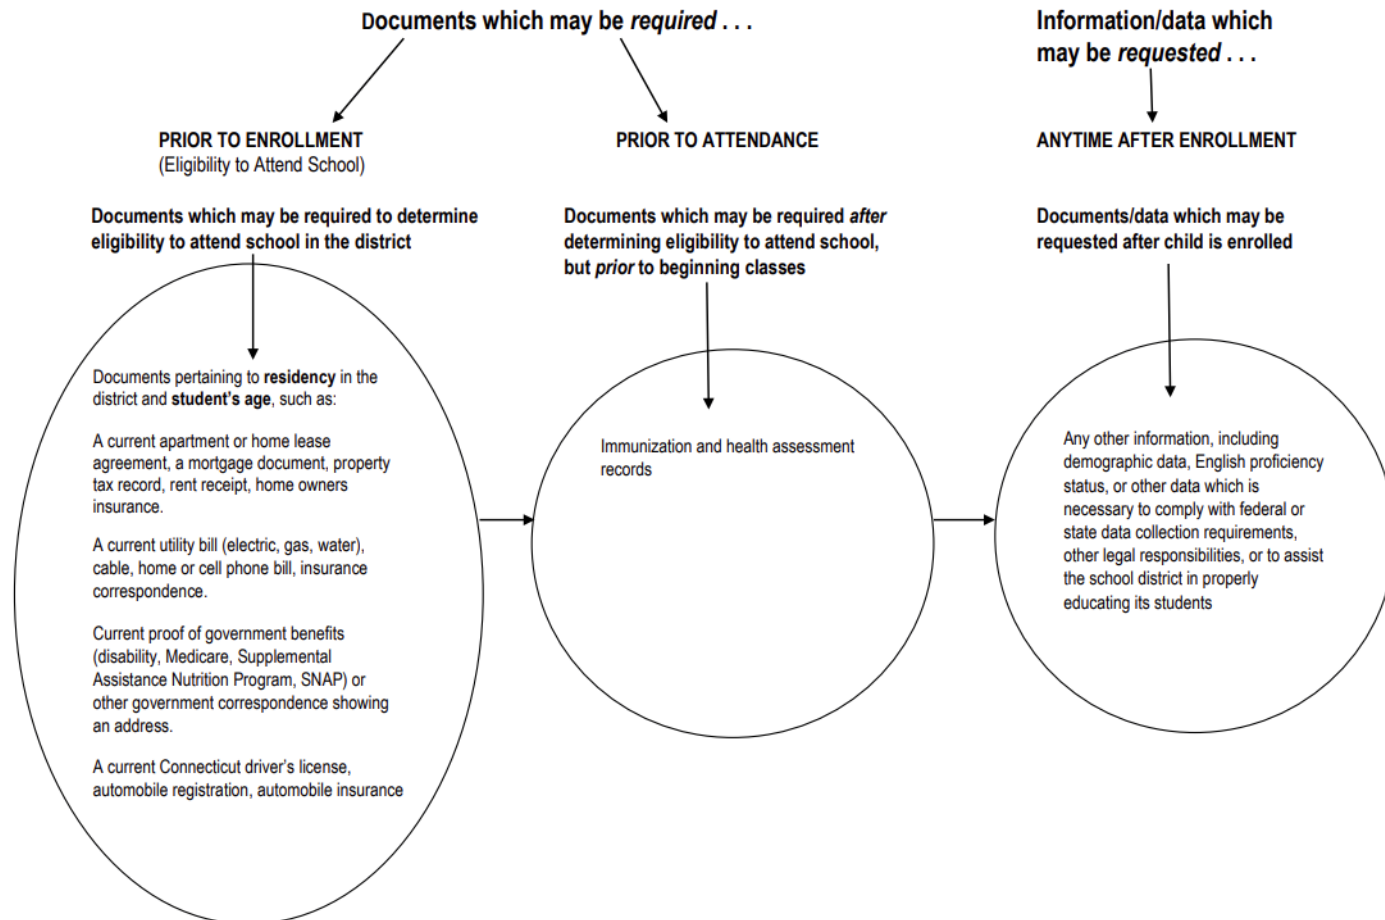 Documents which may be required . . .
Information/data which
may be requested . . .
PRIOR TO ENROLLMENT
(Eligibility to Attend School)
PRIOR TO ATTENDANCE
ANYTIME AFTER ENROLLMENT
Documents which may be required to determine
eligibility to attend school in the district
Documents which may be required after
determining eligibility to attend school,
but prior to beginning classes
Documents/data which may be
requested after child is enrolled
Documents pertaining to residency in the
district and student's age, such as:
A current apartment or home lease
agreement, a mortgage document, property
tax record, rent receipt, home owners
insurance.
A current utility bill (electric, gas, water),
cable, home or cell phone bill, insurance
correspondence.
Current proof of government benefits
(disability, Medicare, Supplemental
Assistance Nutrition Program, SNAP) or
other government correspondence showing
an address.
A current Connecticut driver's license,
automobile registration, automobile insurance
Immunization and health assessment
records
Any other information, including
demographic data, English proficiency
status, or other data which is
necessary to comply with federal or
state data collection requirements,
other legal responsibilities, or to assist
the school district in properly
educating its students